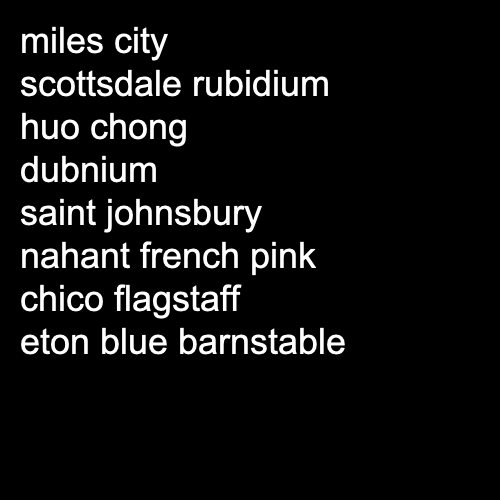 miles city
scottsdale rubidium
huo chong
dubnium
saint johnsbury
nahant french pink
chico flagstaff
eton blue barnstable